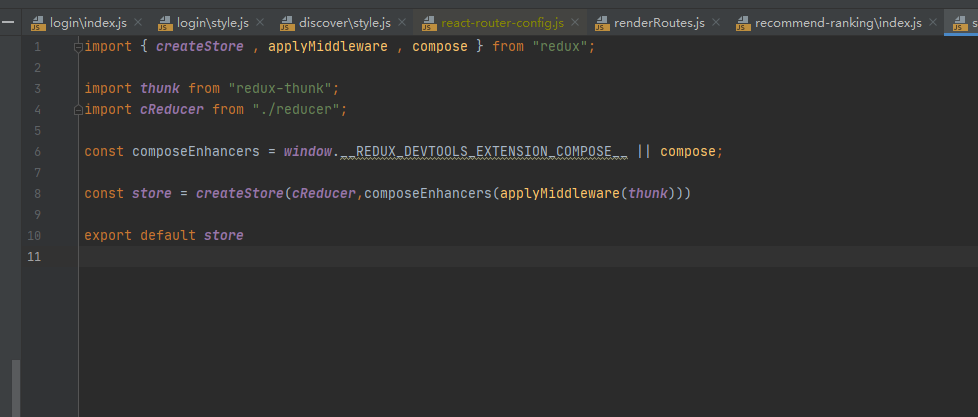 login\index.js login\style.js discover\style.js react-router-config.js renderRoutes.js recommend-ranking\index.js s
1 import { createStore , applyMiddleware , compose } from "redux";
2
3 import thunk from "redux-thunk";
4 import cReducer from "./reducer";
5
6 const composeEnhancers = window.__REDUX_DEVTOOLS_EXTENSION_COMPOSE__ || compose;
7
8 const store = createStore(cReducer,composeEnhancers(applyMiddleware(thunk)))
9
10 export default store
11